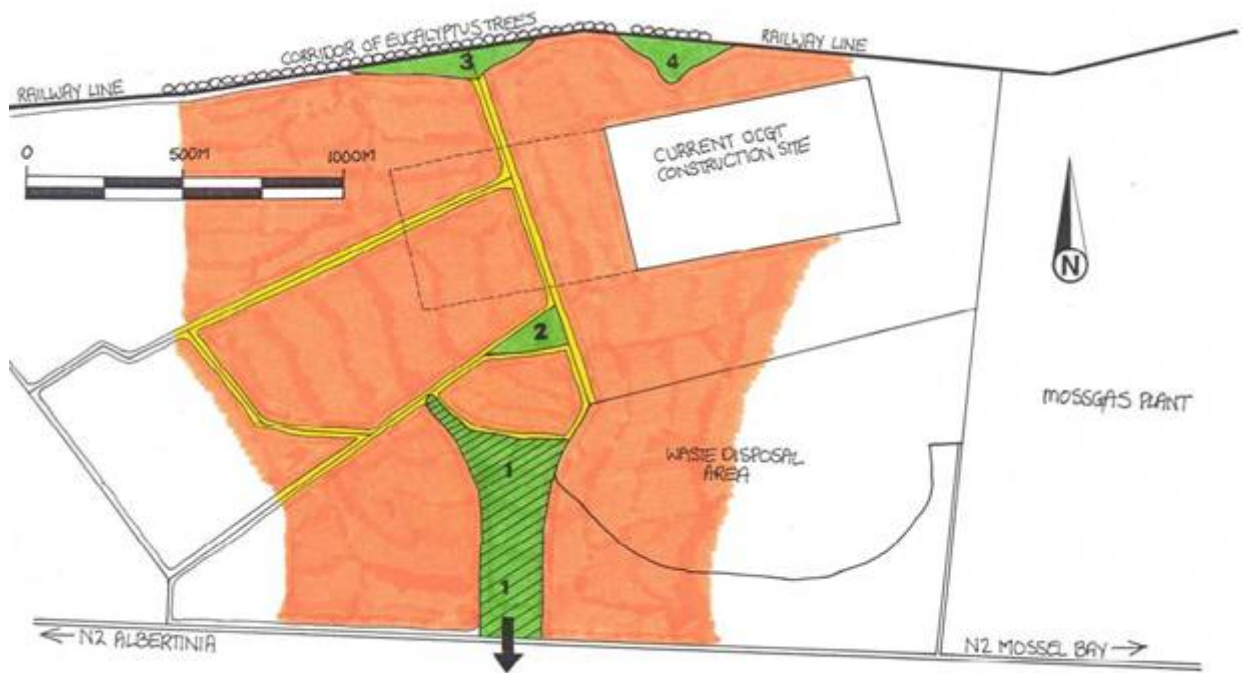 CORRIDOR OF EUCALYPTUS TREES
RAILWAY LINE
RAILWAY LINE
3
4
0
500M
1000M
CURRENT OCGT
CONSTRUCTION SITE
N
2
MOSSGAS PLANT
WASTE DISPOSAL
AREA
1
1
N2 ALBERTINIA
N2 MOSSEL BAY